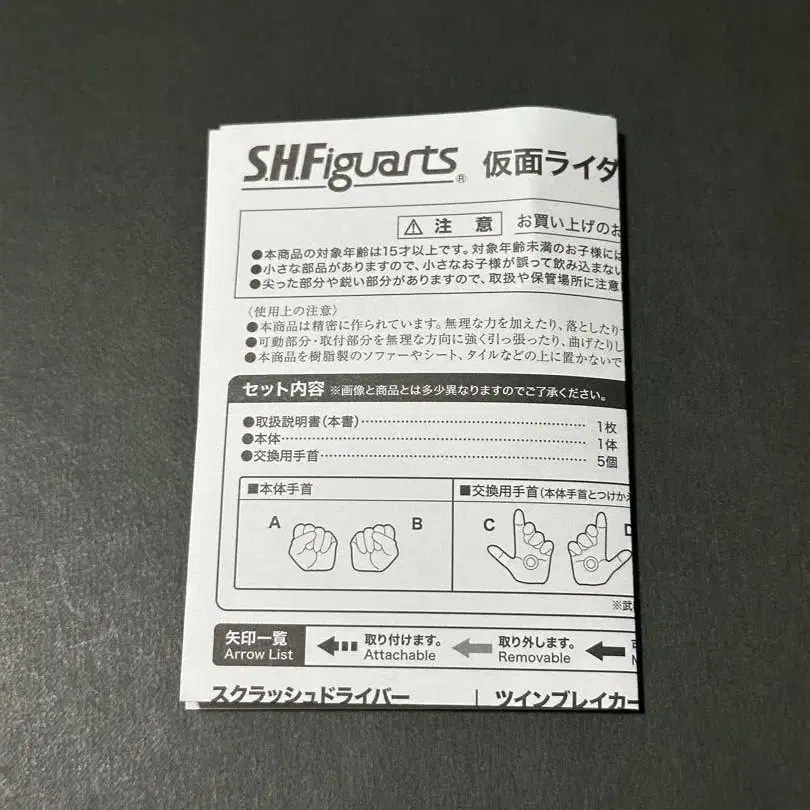 S.H.Figuarts® 仮面ライダ
⚠ 注 意 お買い上げのお
●本商品の対象年齢は15才以上です。対象年齢未満のお子様には
●小さな部品がありますので、小さなお子様が誤って飲み込まない
●尖った部分や鋭い部分がありますので、取扱や保管場所に注意
〈使用上の注意〉
●本商品は精密に作られています。無理な力を加えたり、落としたり
●可動部分・取付部分を無理な方向に強く引っ張ったり、曲げたりし
●本商品を樹脂製のソファーやシート、タイルなどの上に置かないで
セット内容 ※画像と商品とは多少異なりますのでご了承ください。
●取扱説明書(本書)…………………… 1枚
●本体…………………… 1体
●交換用手首…………………… 5個
■本体手首 ■交換用手首(本体手首とつけかえ
A B C D
※武
矢印一覧 取り付けます。 取り外します。
Arrow List Attachable Removable
スクラッシュドライバー ツインブレイカー